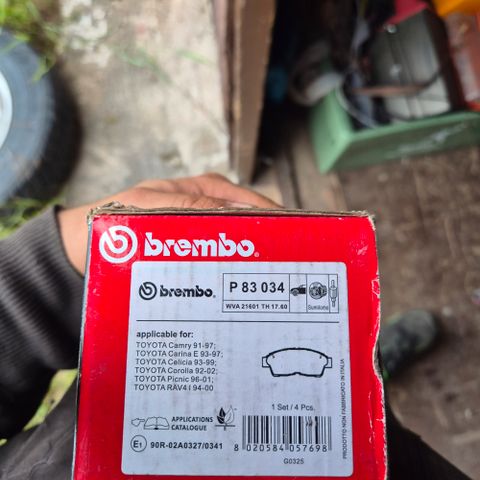 brembo.
brembo.
P 83 034
WVA 21601 TH 17.60
Sumitomo
applicable for:
TOYOTA Camry 91-97;
TOYOTA Carina E 93-97;
TOYOTA Celicia 93-99;
TOYOTA Corolla 92-02;
TOYOTA Picnic 96-01;
TOYOTA RAV4 I 94-00
1 Set / 4 Pcs.
APPLICATIONS
CATALOGUE
E1
90R-02A0327/0341
8 020584 057698
G0325
PRODOTTO NON FABBRICATO IN ITALIA